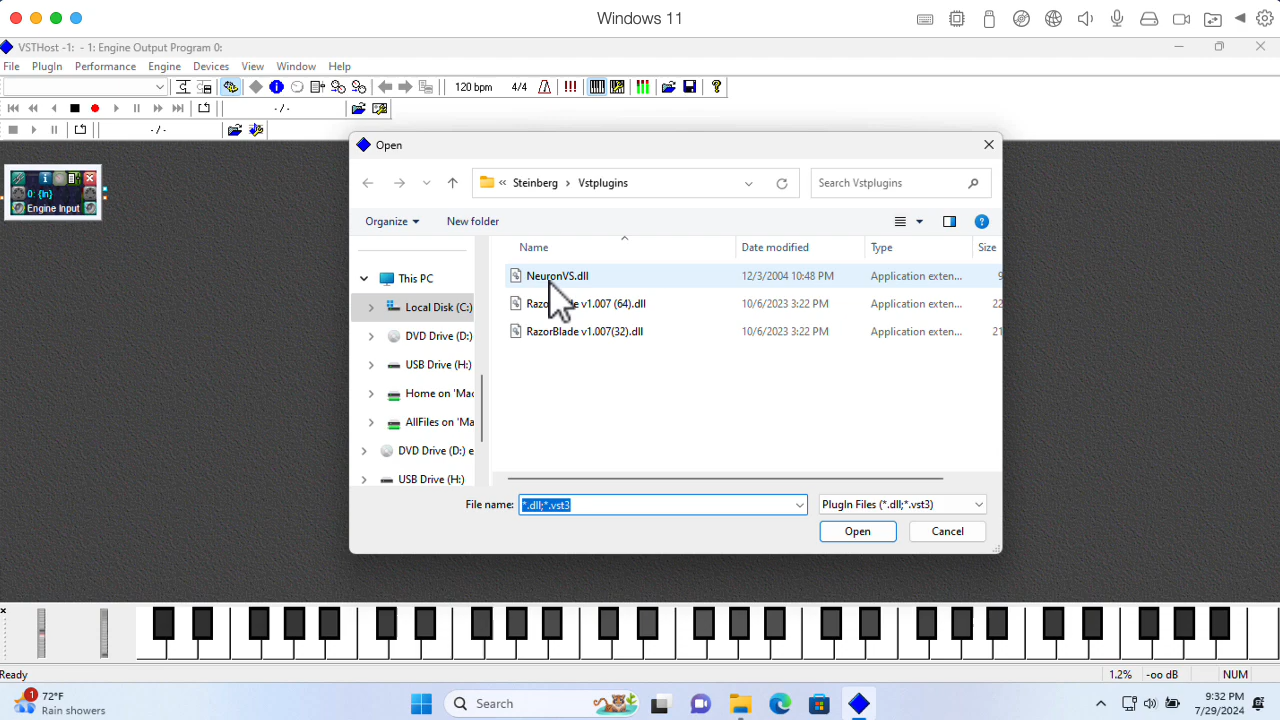 Windows 11
VSTHost -1: - 1: Engine Output Program 0:
File PlugIn Performance Engine Devices View Window Help
120 bpm 4/4
- / -
- / -
0: {In}
Engine Input
Open
« Steinberg › Vstplugins
Search Vstplugins
Organize New folder
Name Date modified Type Size
This PC
Local Disk (C:)
DVD Drive (D:)
USB Drive (H:)
Home on 'Mac
AllFiles on 'Ma
DVD Drive (D:) e
USB Drive (H:)
NeuronVS.dll 12/3/2004 10:48 PM Application exten... 9
v1.007 (64).dll 10/6/2023 3:22 PM Application exten... 22
RazorBlade v1.007(32).dll 10/6/2023 3:22 PM Application exten... 21
File name: *.dll;*.vst3 PlugIn Files (*.dll;*.vst3)
Open Cancel
Ready 1.2% -oo dB NUM
1 72°F
Rain showers
Search
9:32 PM
7/29/2024